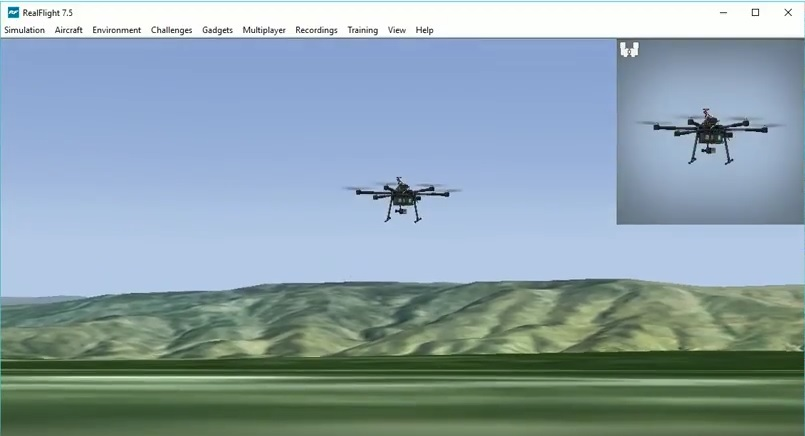 RealFlight 7.5
Simulation Aircraft Environment Challenges Gadgets Multiplayer Recordings Training View Help